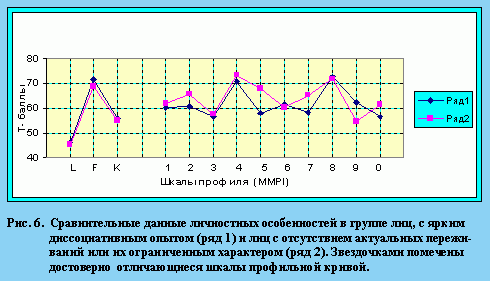 80
70
60
50
40
Т- баллы
L F K 1 2 3 4 5 6 7 8 9 0
Шкалы профиля (MMPI)
Ряд1
Ряд2
Рис. 6. Сравнительные данные личностных особенностей в группе лиц, с ярким
диссоциативным опытом (ряд 1) и лиц с отсутствием актуальных пережи-
ваний или их ограниченным характером (ряд 2). Звездочками помечены
достоверно отличающиеся шкалы профильной кривой.